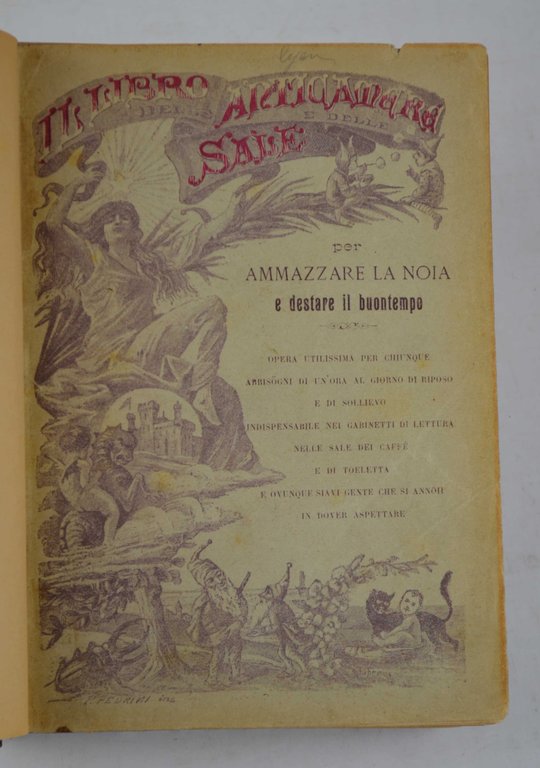 IL LIBRO
DELLE
ANTICAMERE
E DELLE
SALE
per
AMMAZZARE LA NOIA
e destare il buontempo
OPERA UTILISSIMA PER CHIUNQUE
ABBISOGNI DI UN'ORA AL GIORNO DI RIPOSO
E DI SOLLIEVO
INDISPENSABILE NEI GABINETTI DI LETTURA
NELLE SALE DEI CAFFÈ
E DI TOELETTA
E OVUNQUE SIAVI GENTE CHE SI ANNOII
IN DOVER ASPETTARE
PEDRINI